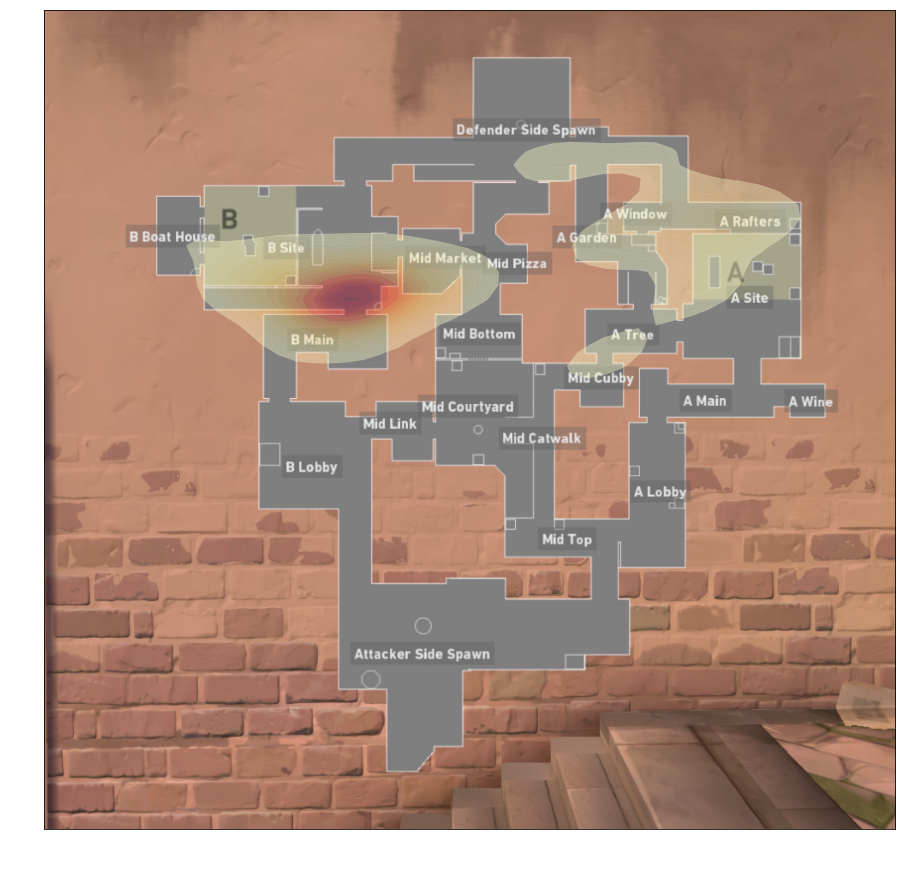 Defender Side Spawn
B
A Window
A Rafters
B Boat House
B Site
A Garden
Mid Market
Mid Pizza
A
A Site
B Main
Mid Bottom
A Tree
Mid Cubby
Mid Courtyard
A Main
A Wine
Mid Link
Mid Catwalk
B Lobby
A Lobby
Mid Top
Attacker Side Spawn